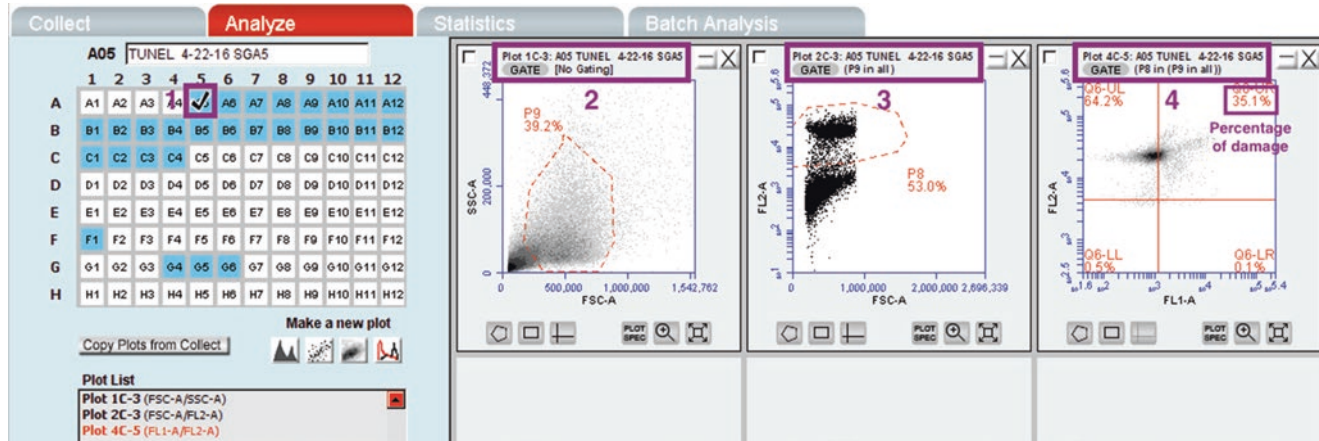 Collect Analyze Statistics Batch Analysis
A05 TUNEL 4-22-16 SGA5
1 2 3 4 5 6 7 8 9 10 11 12
1
A A1 A2 A3 A4 A6 A7 A8 A9 A10 A11 A12
B B1 B2 B3 B4 B5 B6 B7 B8 B9 B10 B11 B12
C C1 C2 C3 C4 C5 C6 C7 C8 C9 C10 C11 C12
D D1 D2 D3 D4 D5 D6 D7 D8 D9 D10 D11 D12
E E1 E2 E3 E4 E5 E6 E7 E8 E9 E10 E11 E12
F F1 F2 F3 F4 F5 F6 F7 F8 F9 F10 F11 F12
G G1 G2 G3 G4 G5 G6 G7 G8 G9 G10 G11 G12
H H1 H2 H3 H4 H5 H6 H7 H8 H9 H10 H11 H12
Make a new plot
Copy Plots from Collect
Plot List
Plot 1C-3 (FSC-A/SSC-A)
Plot 2C-3 (FSC-A/FL2-A)
Plot 4C-5 (FL1-A/FL2-A)
Plot 1C-3: A05 TUNEL 4-22-16 SGA5
GATE [No Gating]
2
448,372
200,000
0
SSC-A
P9
39.2%
0 500,000 1,000,000 1,542,762
FSC-A
PLOT
SPEC
Plot 2C-3: A05 TUNEL 4-22-16 SGA5
GATE (P9 in all)
3
FL2-A
P8
53.0%
0 1,000,000 2,000,000 2,696,339
FSC-A
PLOT
SPEC
Plot 4C-5: A05 TUNEL 4-22-16 SGA5
GATE (P8 in (P9 in all))
4
Q6-UL
64.2%
35.1%
Percentage
of damage
FL2-A
Q6-LL
0.5%
Q6-LR
0.1%
FL1-A
PLOT
SPEC